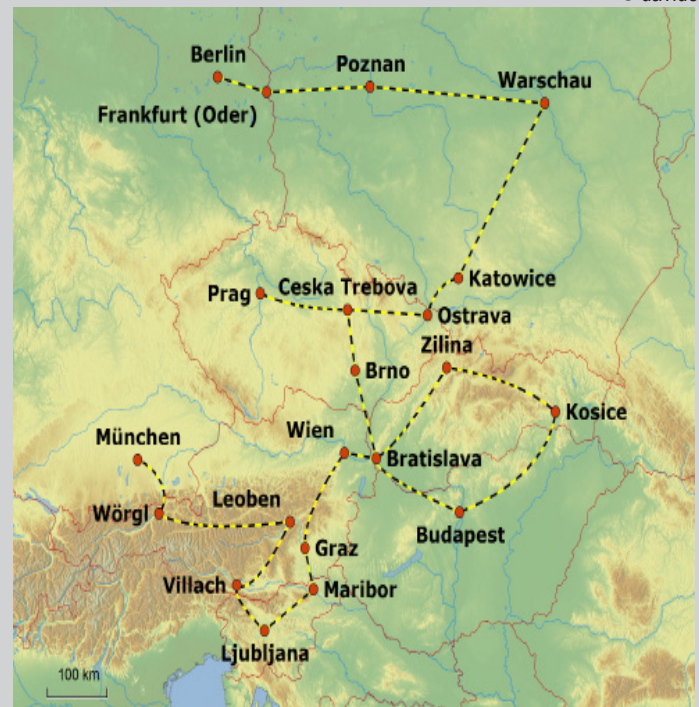 Berlin
Poznan
Warschau
Frankfurt (Oder)
Katowice
Prag
Ceska Trebova
Ostrava
Zilina
Brno
Kosice
Wien
München
Bratislava
Leoben
Wörgl
Budapest
Graz
Villach
Maribor
Ljubljana
100 km